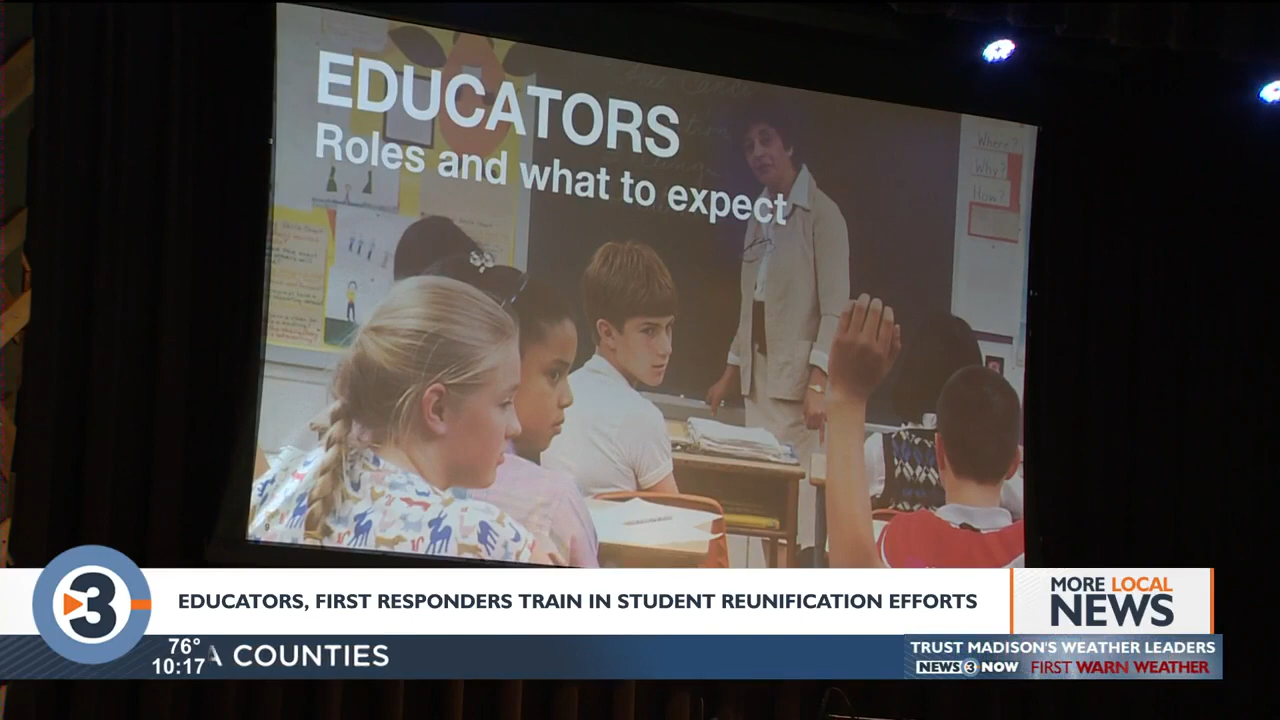 EDUCATORS
Roles and what to expect
Where?
Why?
How?
3
EDUCATORS, FIRST RESPONDERS TRAIN IN STUDENT REUNIFICATION EFFORTS
MORE LOCAL
NEWS
76°
10:17
A COUNTIES
TRUST MADISON'S WEATHER LEADERS
NEWS 3 NOW FIRST WARN WEATHER